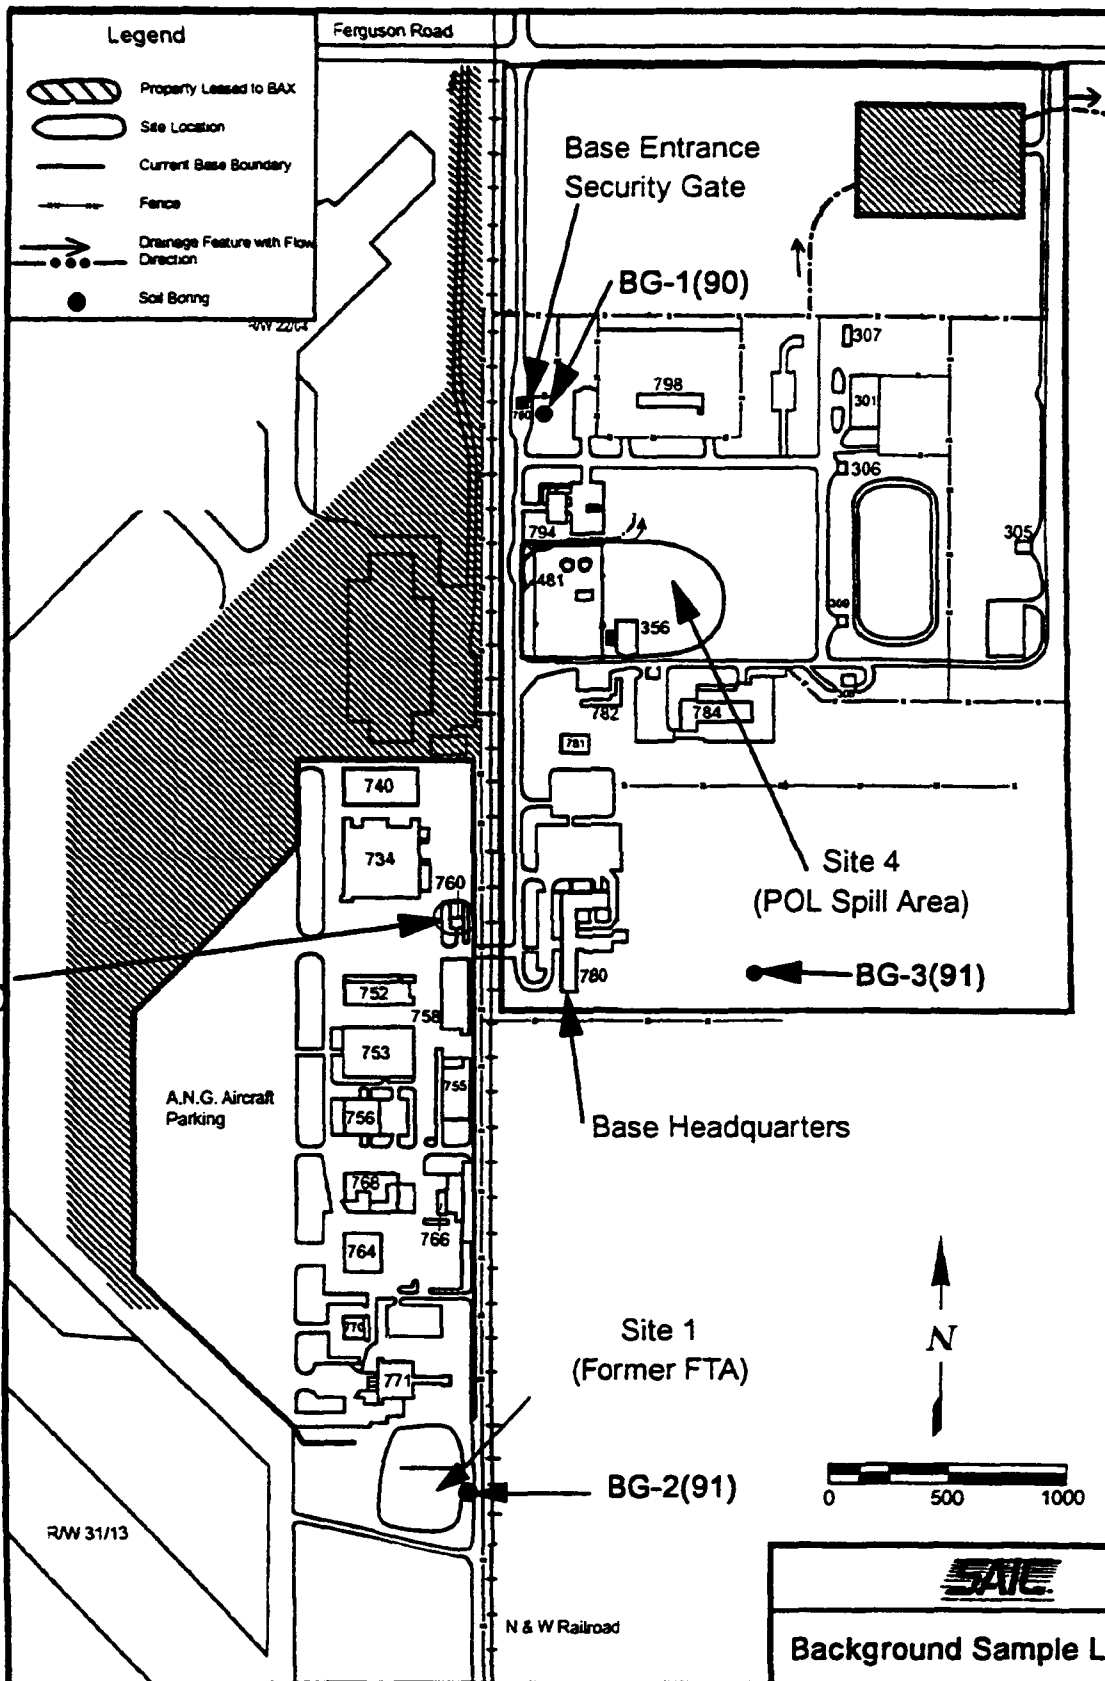 Legend
Property Leased to BAX
Site Location
Current Base Boundary
Fence
Drainage Feature with Flow
Direction
Soil Boring
Ferguson Road
R/W 22/04
Base Entrance
Security Gate
BG-1(90)
307
798
301
306
794
305
481
356
782
784
781
740
734
760
Site 4
(POL Spill Area)
BG-3(91)
780
752
758
753
755
756
A.N.G. Aircraft
Parking
Base Headquarters
768
766
764
770
771
Site 1
(Former FTA)
N
BG-2(91)
0 500 1000
R/W 31/13
N & W Railroad
SAIC
Background Sample L